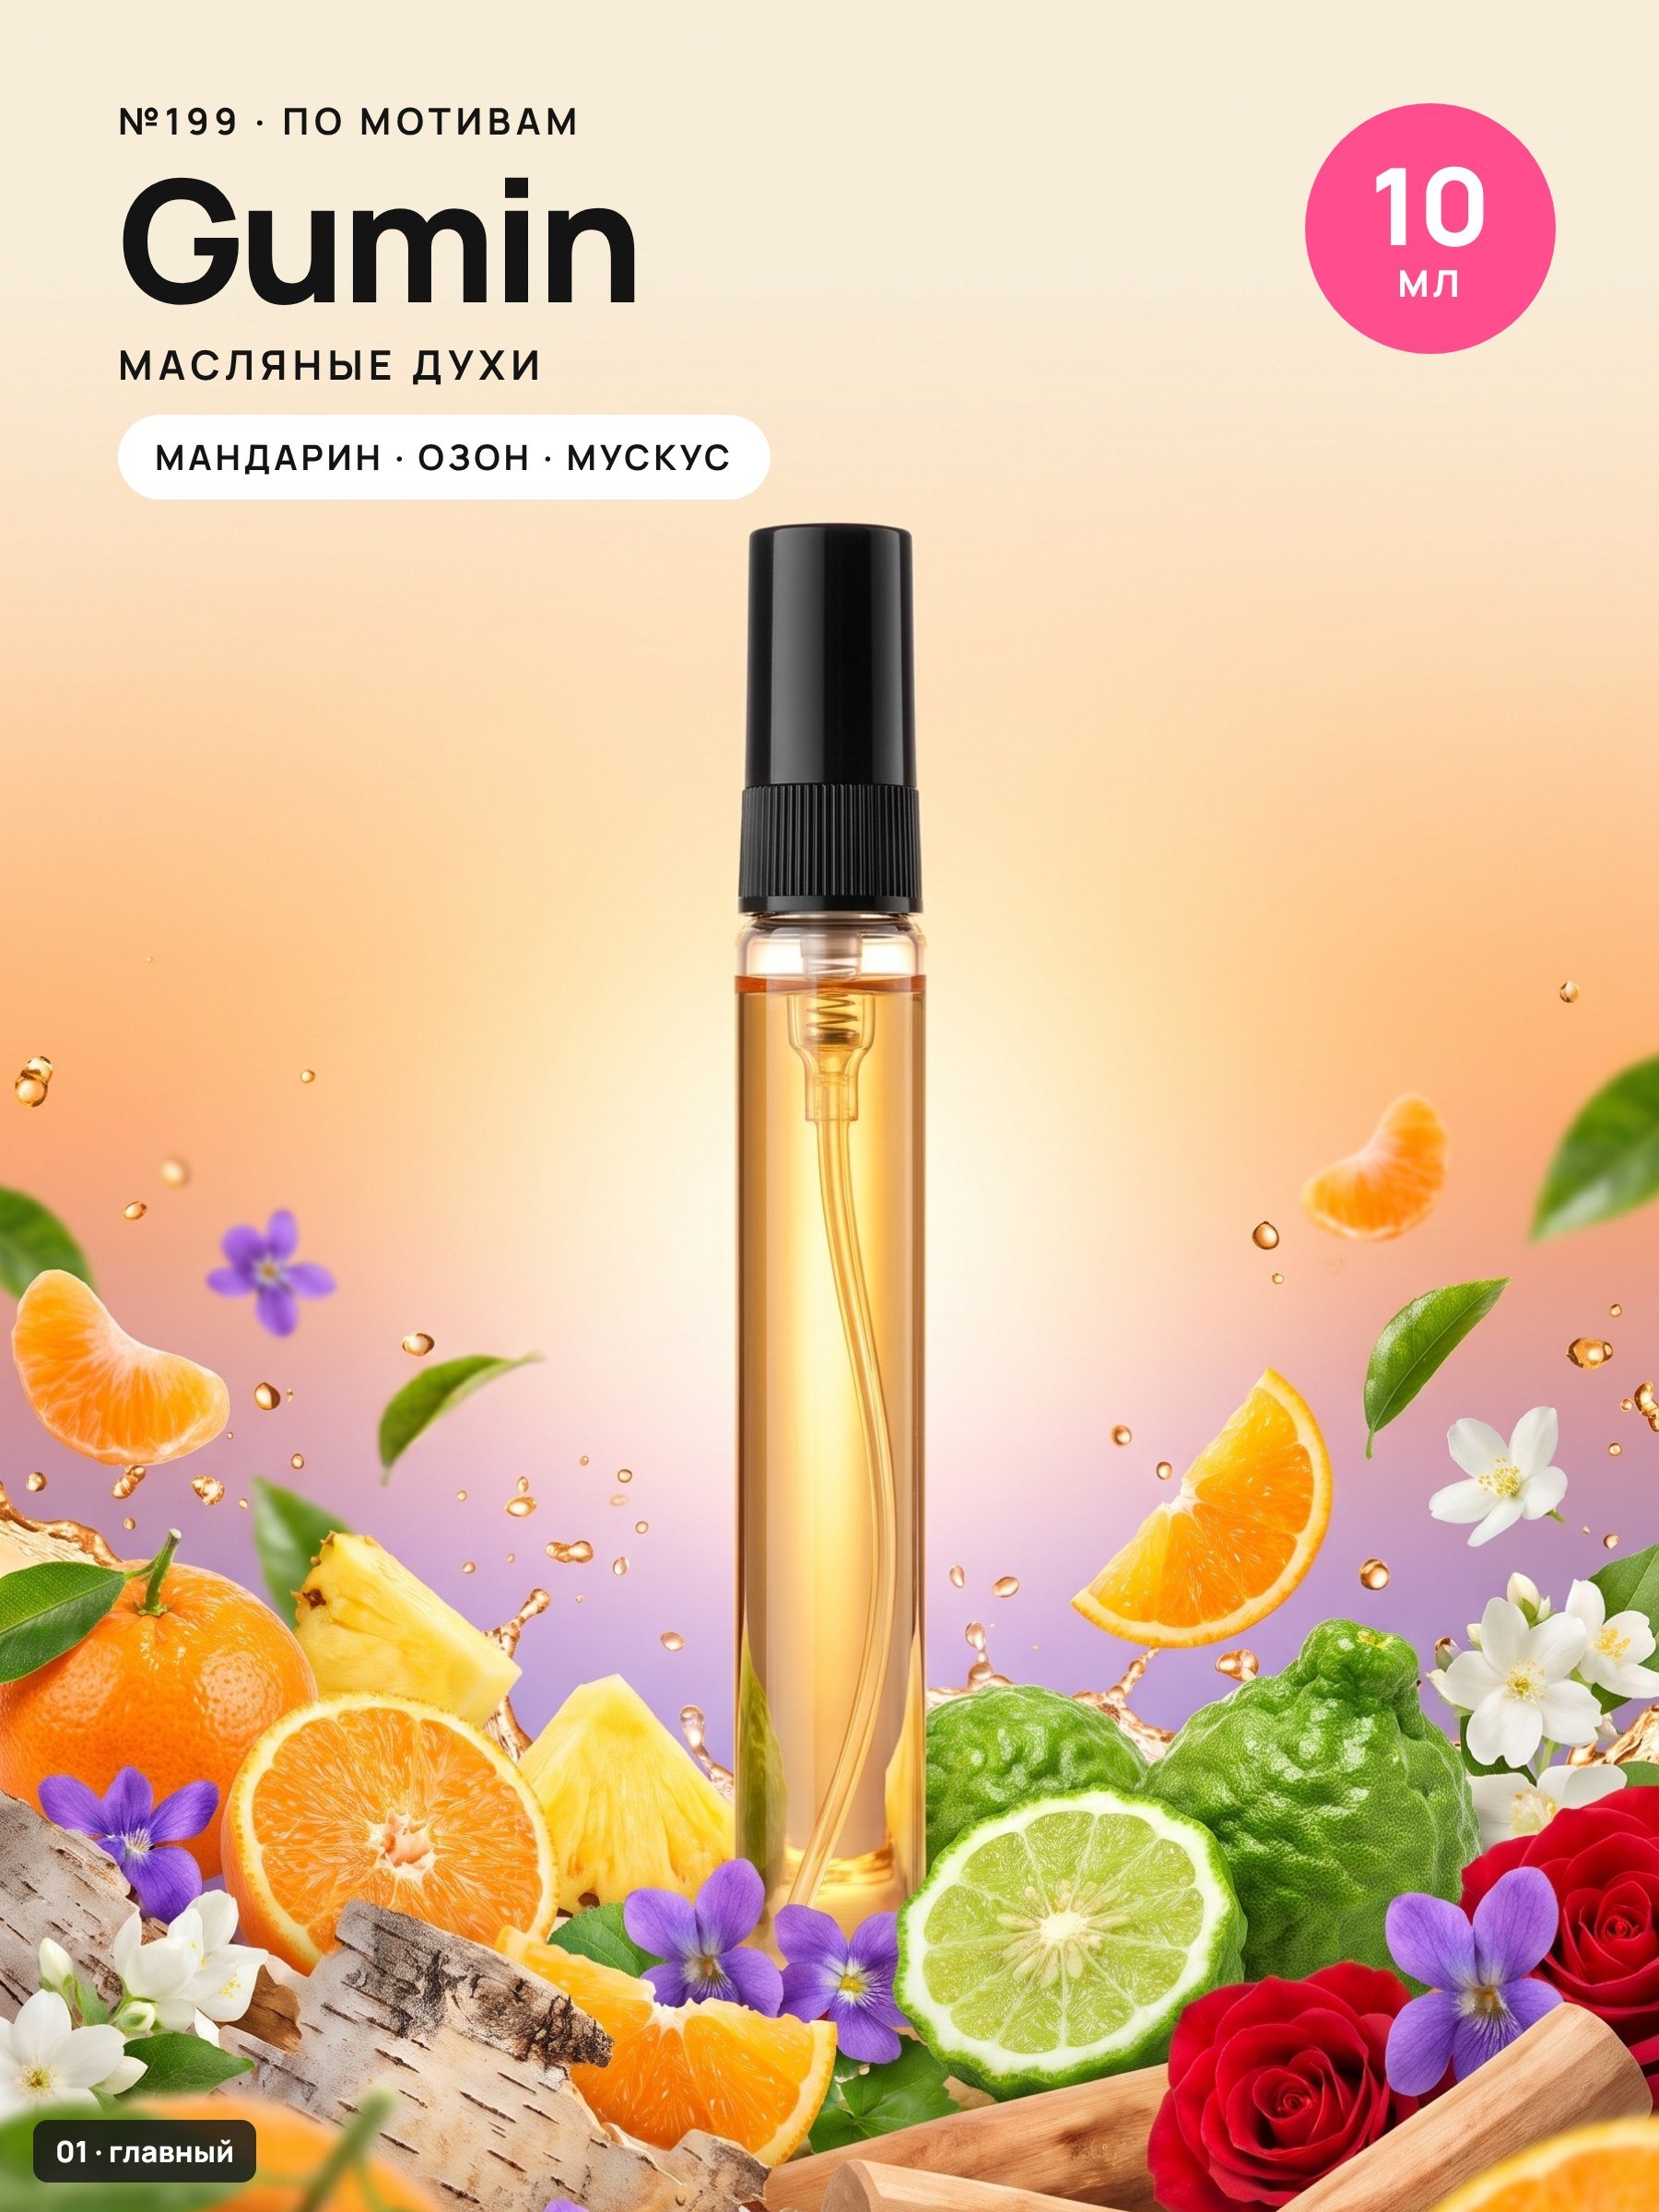 №199 · ПО МОТИВАМ
Gumin
МАСЛЯНЫЕ ДУХИ
МАНДАРИН · ОЗОН · МУСКУС
10
МЛ
01 · главный